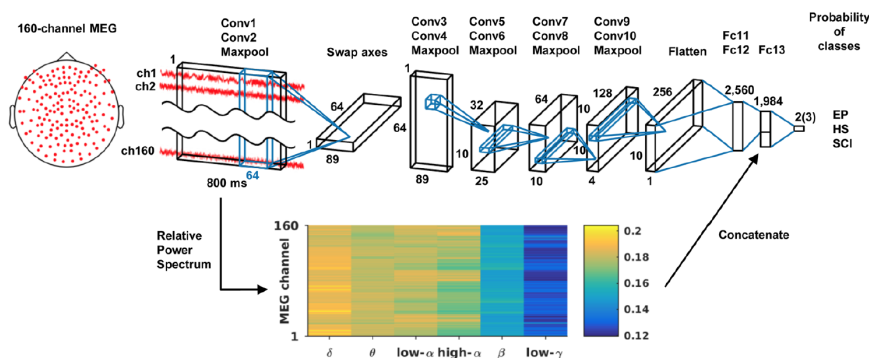 160-channel MEG
Conv1
Conv2
Maxpool
Swap axes
Conv3
Conv4
Maxpool
Conv5
Conv6
Maxpool
Conv7
Conv8
Maxpool
Conv9
Conv10
Maxpool
Flatten
Fc11
Fc12
Fc13
Probability
of
classes
1
ch1
ch2
ch160
800 ms
64
64
1
89
1
64
89
32
10
25
64
10
10
10
128
10
4
256
10
1
2,560
1,984
2(3)
EP
HS
SCI
Relative
Power
Spectrum
MEG channel
160
1
δ
θ
low-α
high-α
β
low-γ
0.2
0.18
0.16
0.14
0.12
Concatenate